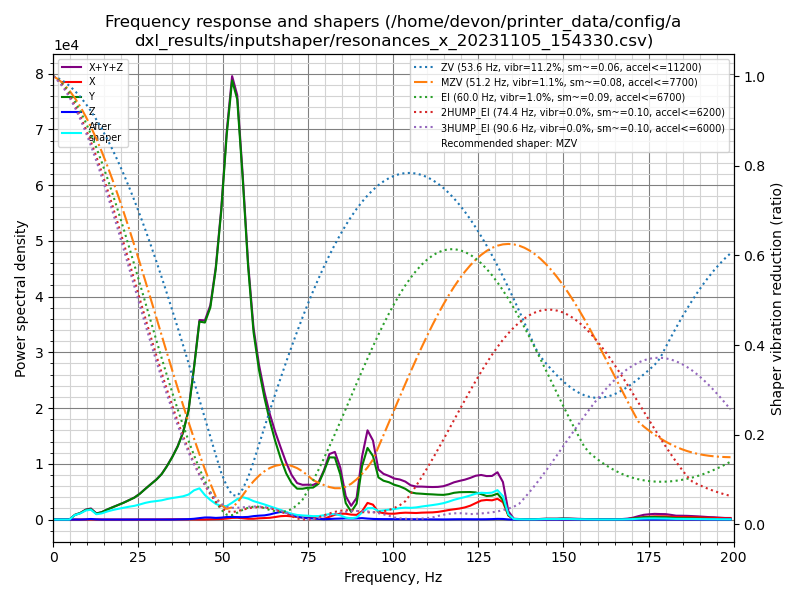 Frequency response and shapers (/home/devon/printer_data/config/a
dxl_results/inputshaper/resonances_x_20231105_154330.csv)
1e4
X+Y+Z
X
Y
Z
After
shaper
ZV (53.6 Hz, vibr=11.2%, sm~=0.06, accel<=11200)
MZV (51.2 Hz, vibr=1.1%, sm~=0.08, accel<=7700)
EI (60.0 Hz, vibr=1.0%, sm~=0.09, accel<=6700)
2HUMP_EI (74.4 Hz, vibr=0.0%, sm~=0.10, accel<=6200)
3HUMP_EI (90.6 Hz, vibr=0.0%, sm~=0.10, accel<=6000)
Recommended shaper: MZV
Power spectral density
8
7
6
5
4
3
2
1
0
1.0
0.8
0.6
0.4
0.2
0.0
Shaper vibration reduction (ratio)
0 25 50 75 100 125 150 175 200
Frequency, Hz